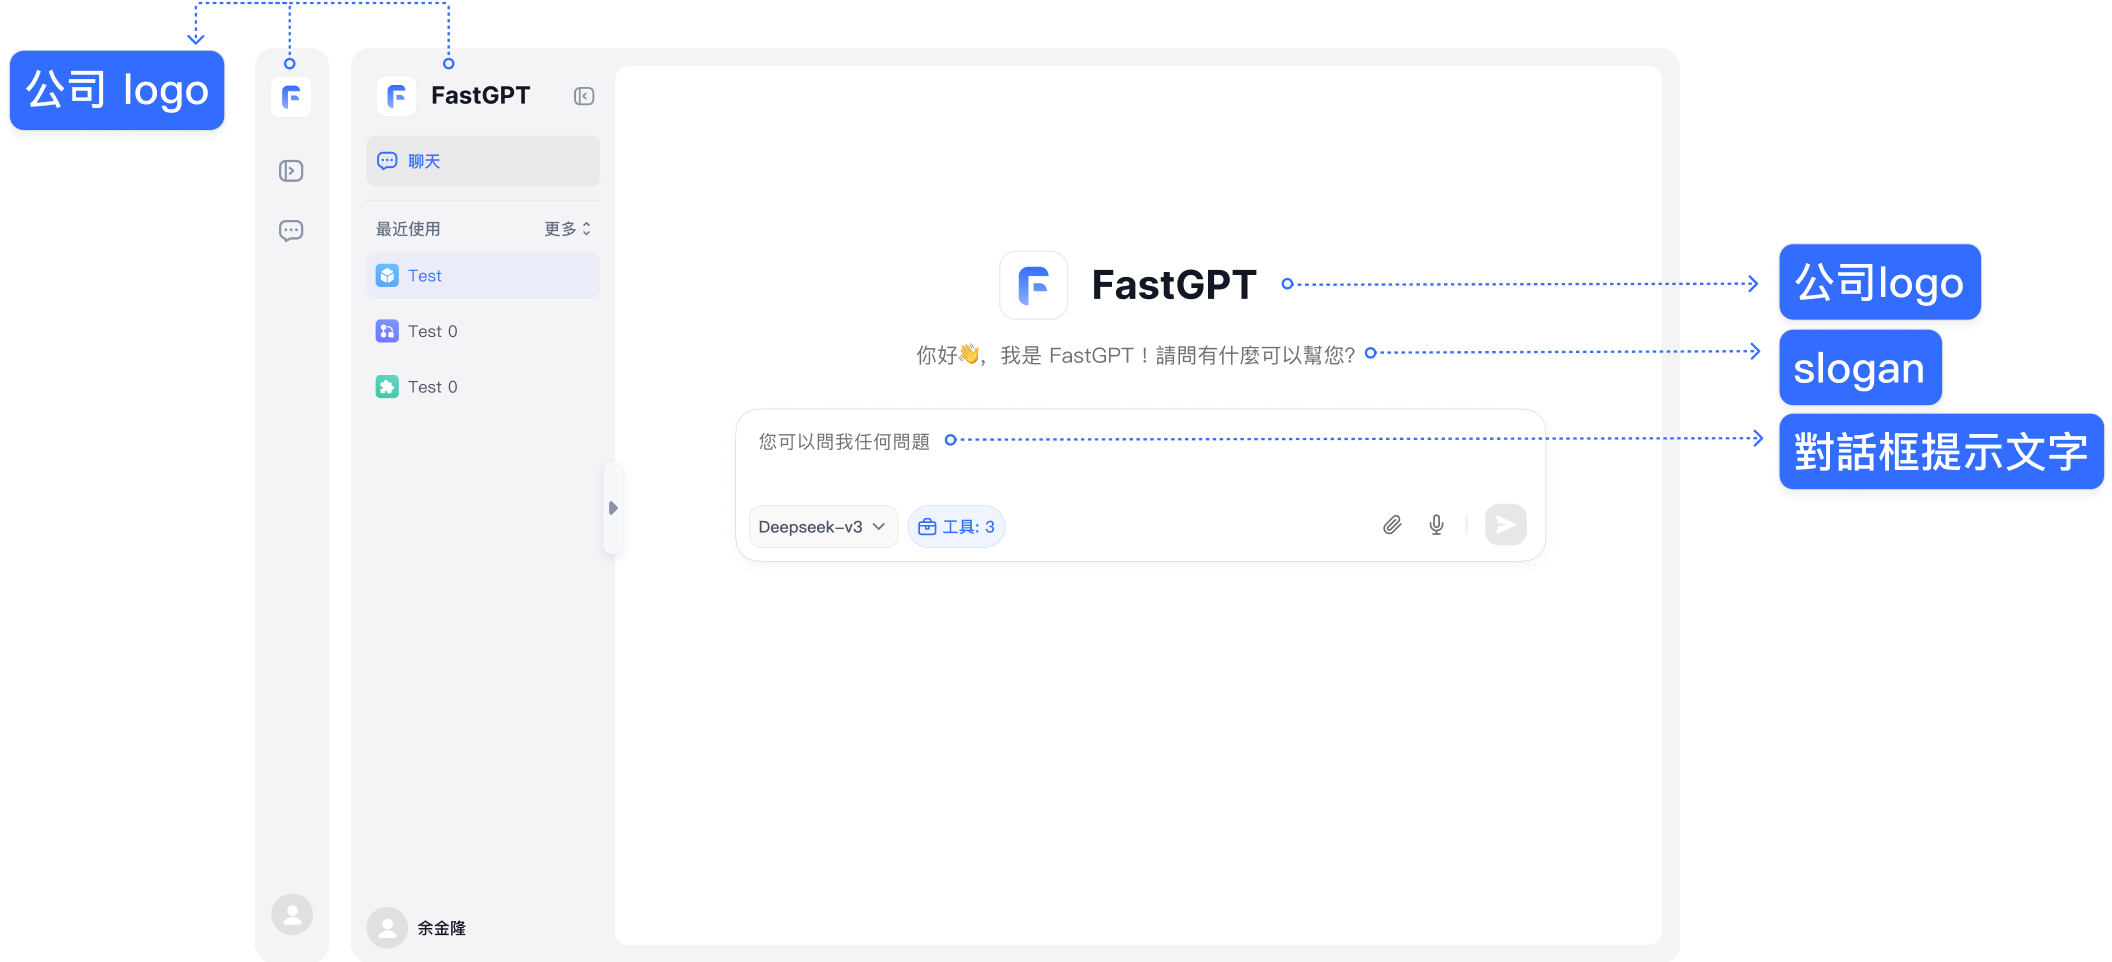 公司 logo
FastGPT
聊天
最近使用
更多
Test
Test 0
Test 0
余金隆
FastGPT
你好👋，我是 FastGPT！請問有什麼可以幫您？
您可以問我任何問題
Deepseek-v3
工具: 3
公司logo
slogan
對話框提示文字